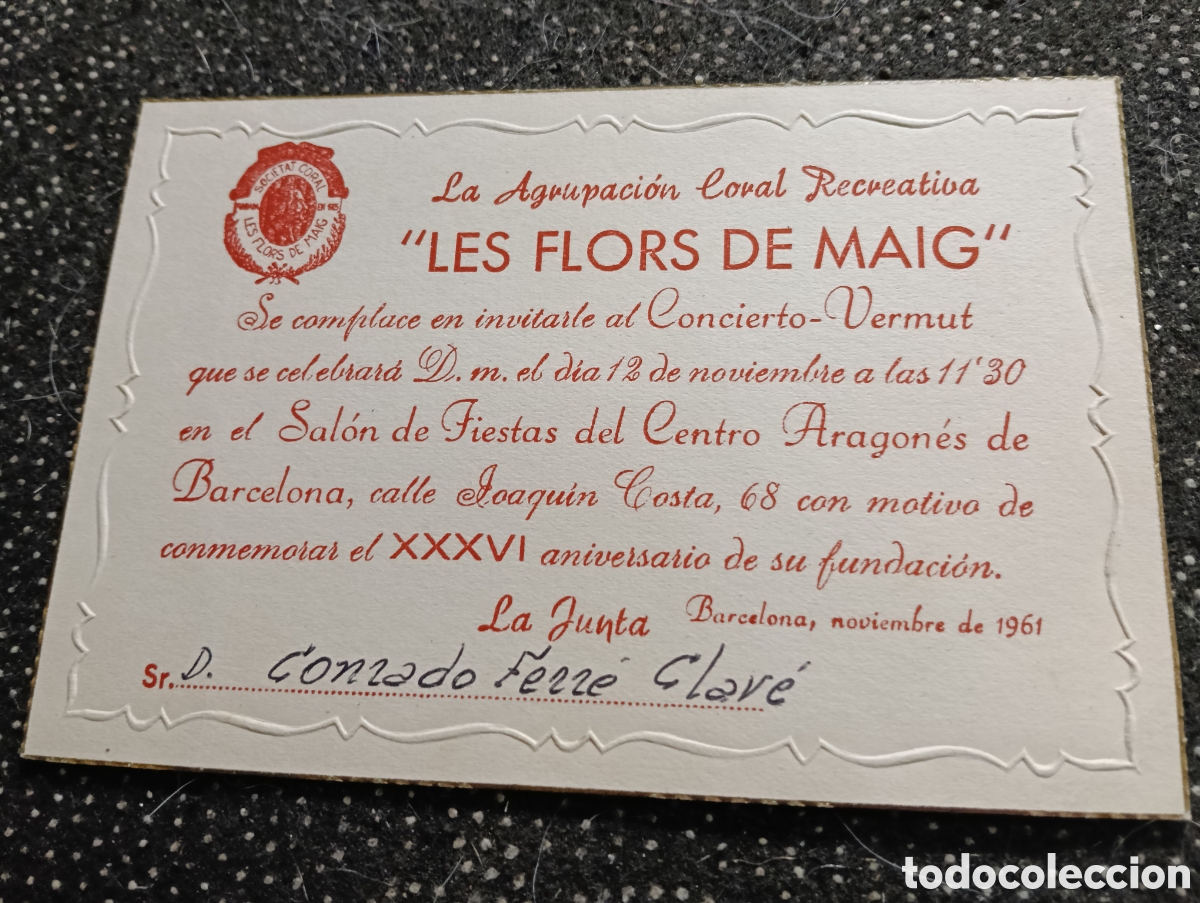 SOCIETAT CORAL
LES FLORS DE MAIG
La Agrupación Coral Recreativa
"LES FLORS DE MAIG"
Se complace en invitarle al Concierto-Vermut
que se celebrará D. m. el día 12 de noviembre a las 11'30
en el Salón de Fiestas del Centro Aragonés de
Barcelona, calle Joaquín Costa, 68 con motivo de
conmemorar el XXXVI aniversario de su fundación.
La Junta Barcelona, noviembre de 1961
Sr. D. Conrado Ferré Clavé
todocoleccion